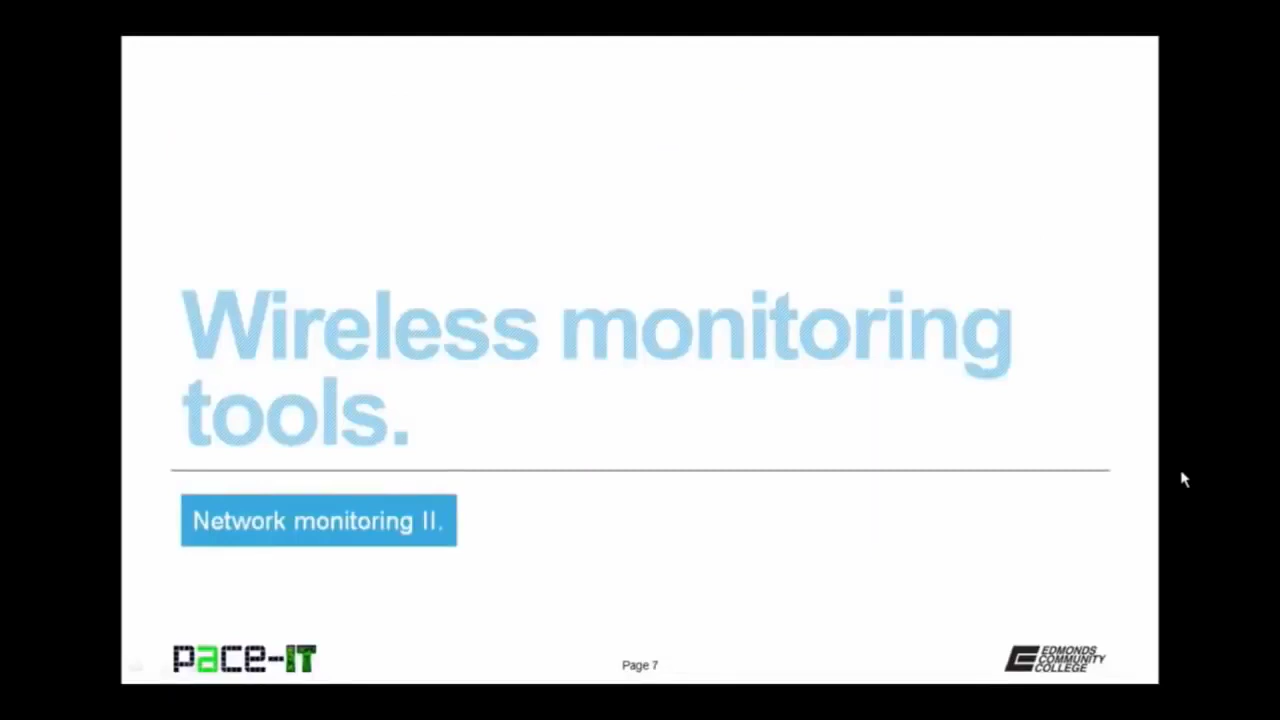 Wireless monitoring
tools.
Network monitoring II.
pace-IT
Page 7
EDMONDS
COMMUNITY
COLLEGE